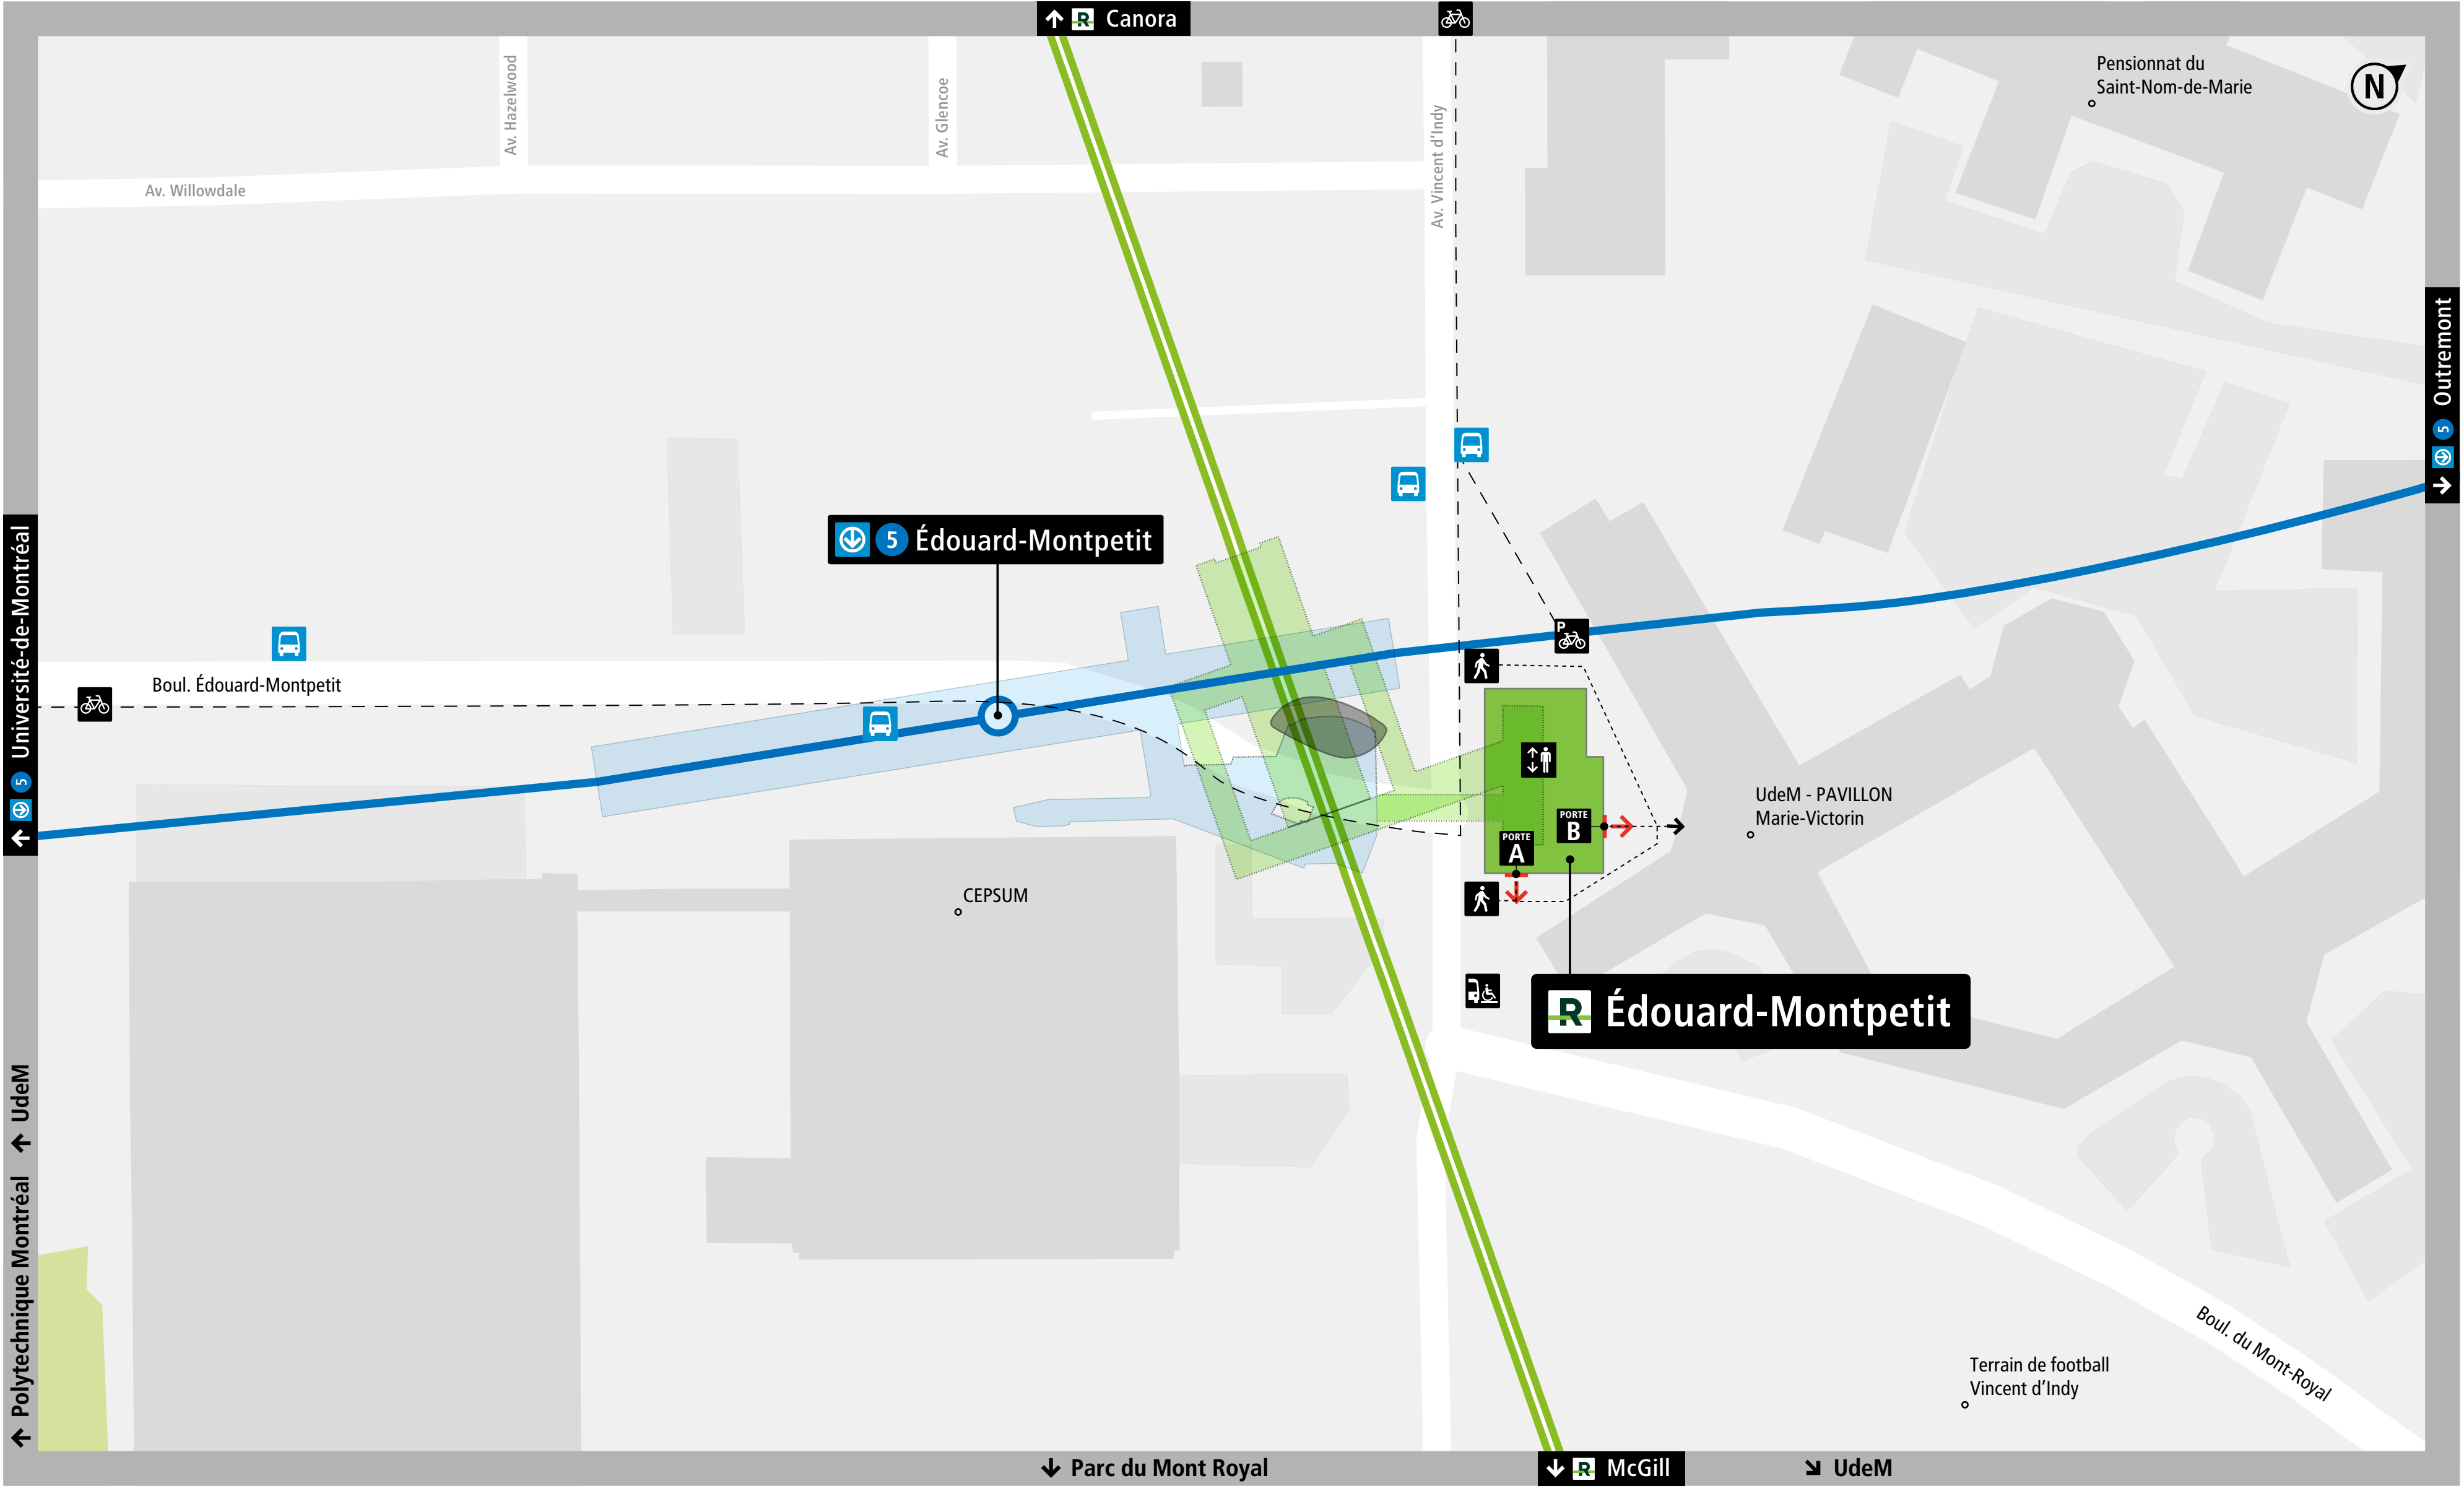 R Canora
Av. Hazelwood
Av. Glencoe
Av. Vincent d'Indy
Pensionnat du
Saint-Nom-de-Marie
N
Av. Willowdale
5 Outremont
5 Édouard-Montpetit
5 Université-de-Montréal
P
Boul. Édouard-Montpetit
UdeM - PAVILLON
Marie-Victorin
PORTE
B
PORTE
A
CEPSUM
R Édouard-Montpetit
UdeM
Polytechnique Montréal
Boul. du Mont-Royal
Terrain de football
Vincent d'Indy
Parc du Mont Royal
R McGill
UdeM